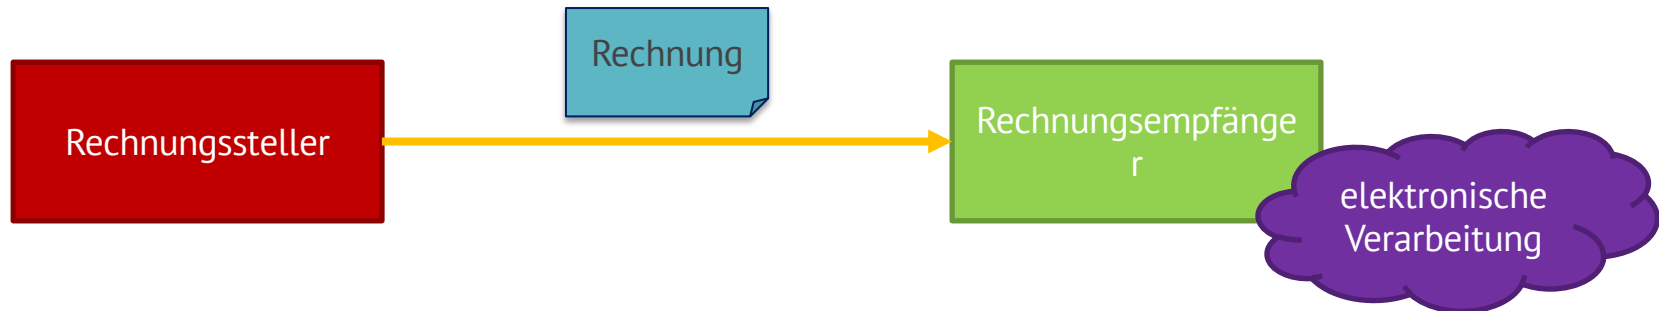 Rechnung
Rechnungssteller
Rechnungsempfänge
r
elektronische
Verarbeitung